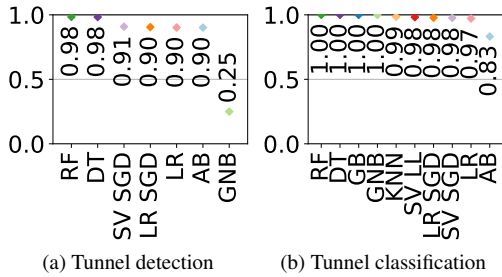 1.0
0.5
0.0
0.98
0.98
0.91
0.90
0.90
0.90
0.25
RF
DT
SV SGD
LR SGD
LR
AB
GNB
(a) Tunnel detection
1.0
0.5
0.0
1.00
1.00
1.00
1.00
0.99
0.98
0.98
0.98
0.97
0.83
RF
DT
GB
GNB
KNN
SV LL
LR SGD
SV SGD
LR
AB
(b) Tunnel classification